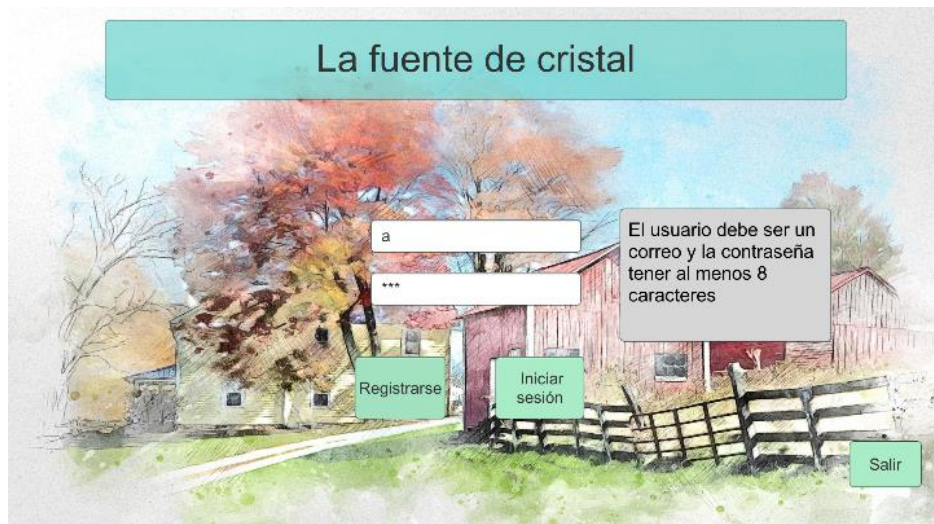 La fuente de cristal
a
***
El usuario debe ser un
correo y la contraseña
tener al menos 8
caracteres
Registrarse
Iniciar
sesión
Salir